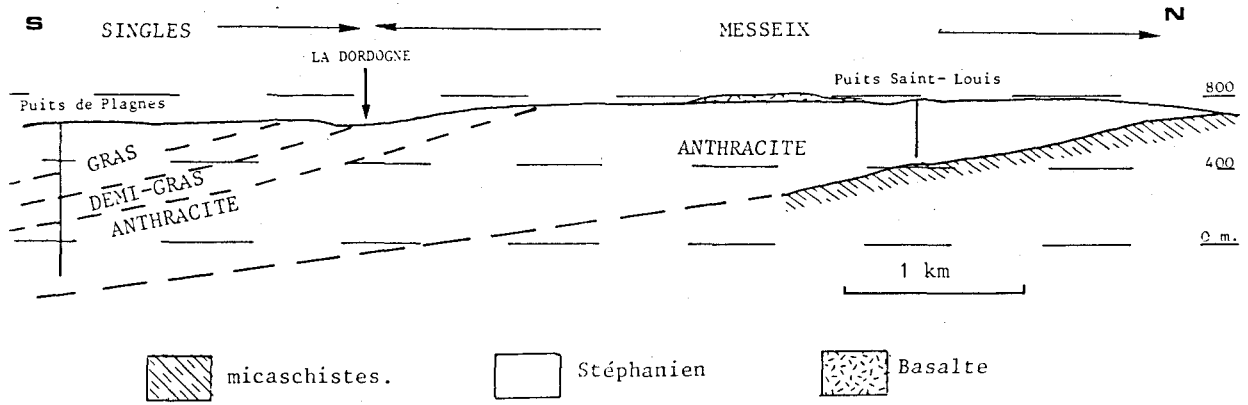 S
N
SINGLES
MESSEIX
LA DORDOGNE
Puits de Plagnes
Puits Saint-Louis
800
GRAS
ANTHRACITE
400
DEMI-GRAS
ANTHRACITE
0 m.
1 km
micaschistes.
Stéphanien
Basalte